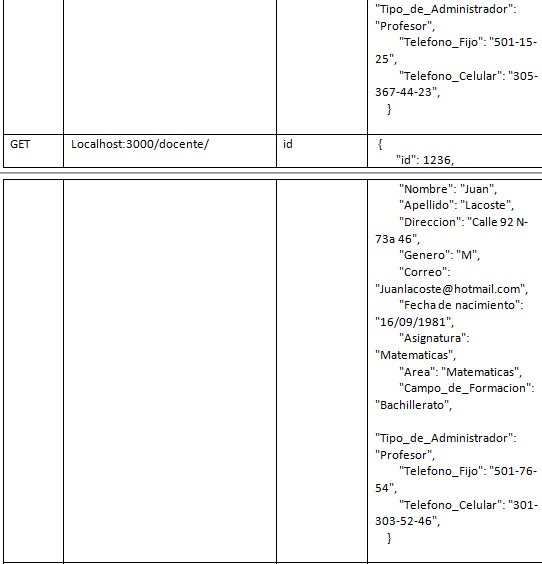 "Tipo_de_Administrador":
"Profesor",
"Telefono_Fijo": "501-15-
25",
"Telefono_Celular": "305-
367-44-23",
}
GET Localhost:3000/docente/ id {
"id": 1236,
"Nombre": "Juan",
"Apellido": "Lacoste",
"Direccion": "Calle 92 N-
73a 46",
"Genero": "M",
"Correo":
"Juanlacoste@hotmail.com",
"Fecha de nacimiento":
"16/09/1981",
"Asignatura":
"Matematicas",
"Area": "Matematicas",
"Campo_de_Formacion":
"Bachillerato",
"Tipo_de_Administrador":
"Profesor",
"Telefono_Fijo": "501-76-
54",
"Telefono_Celular": "301-
303-52-46",
}